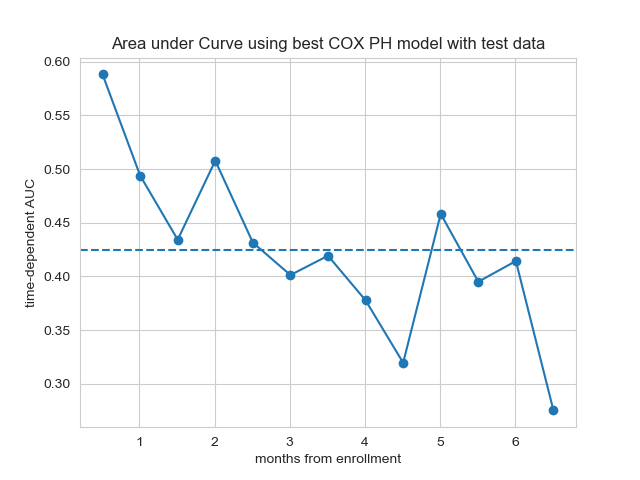 Area under Curve using best COX PH model with test data
time-dependent AUC
0.60
0.55
0.50
0.45
0.40
0.35
0.30
1 2 3 4 5 6
months from enrollment